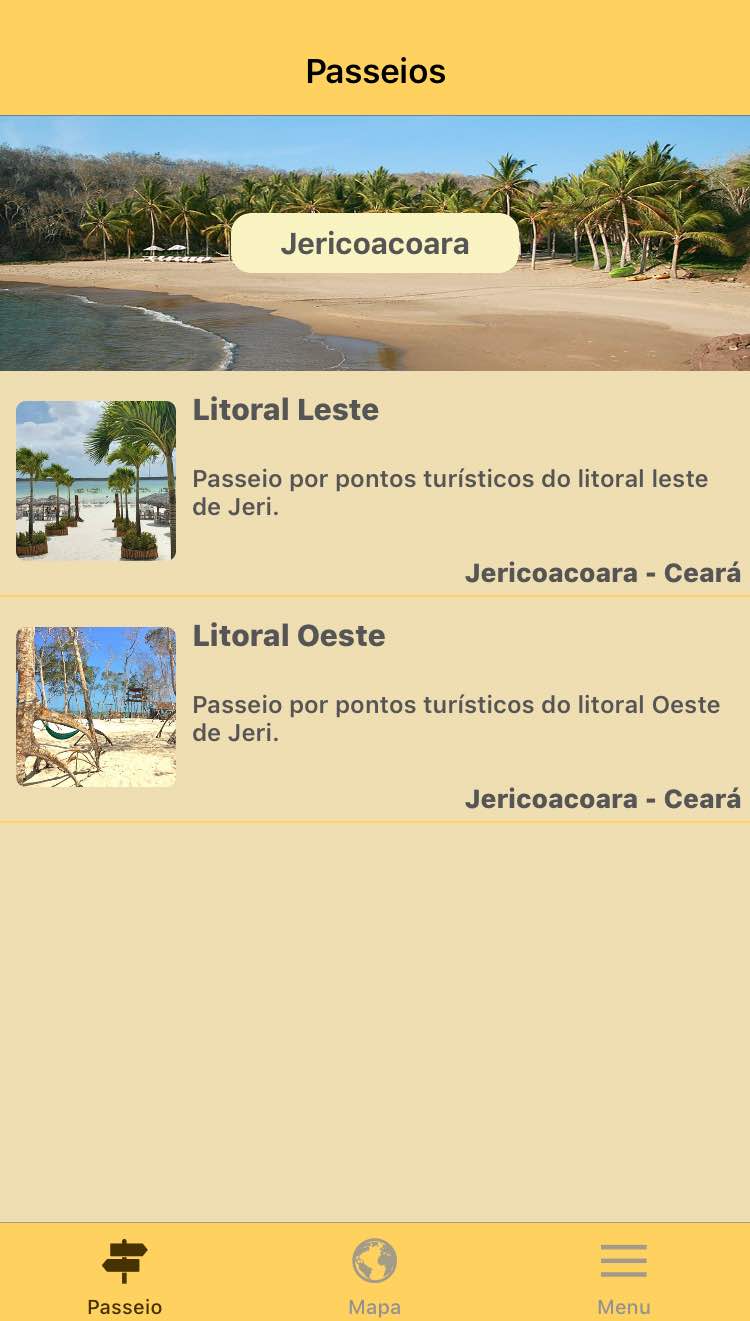 Passeios
Jericoacoara
Litoral Leste
Passeio por pontos turísticos do litoral leste
de Jeri.
Jericoacoara - Ceará
Litoral Oeste
Passeio por pontos turísticos do litoral Oeste
de Jeri.
Jericoacoara - Ceará
Passeio
Mapa
Menu